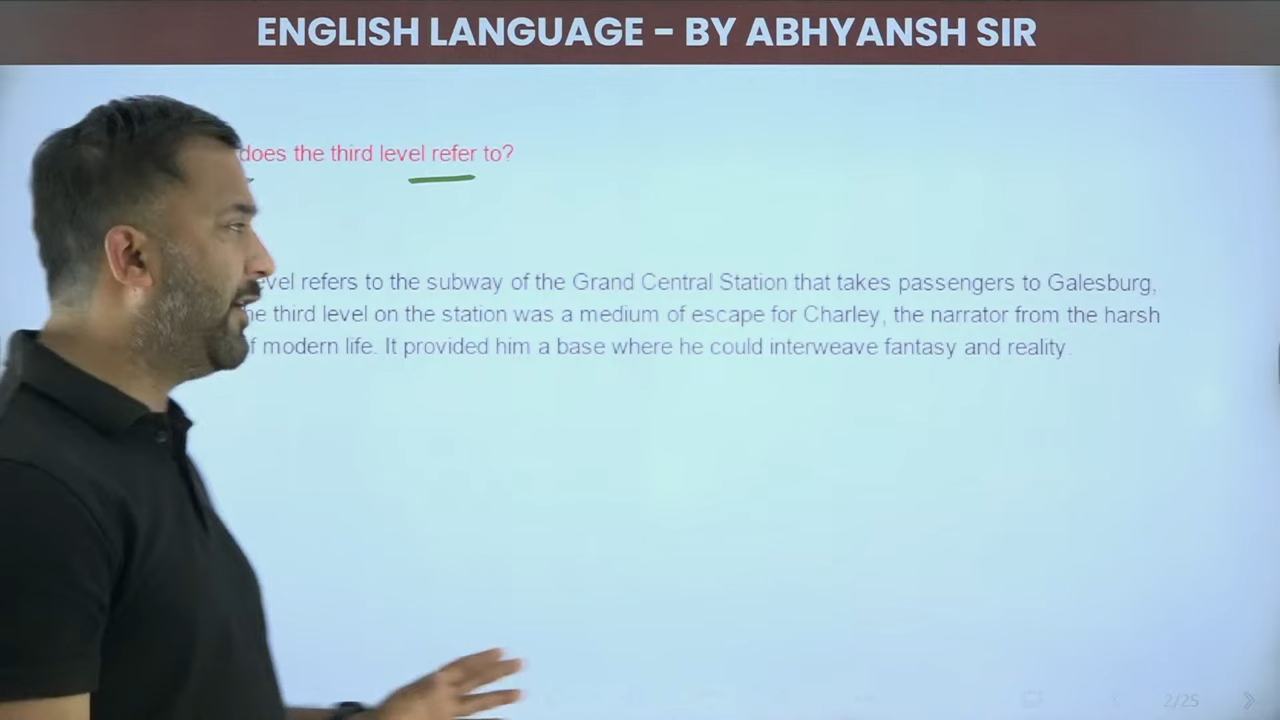 ENGLISH LANGUAGE - BY ABHYANSH SIR
does the third level refer to?
refers to the subway of the Grand Central Station that takes passengers to Galesburg,
third level on the station was a medium of escape for Charley, the narrator from the harsh
modern life. It provided him a base where he could interweave fantasy and reality.
2/25